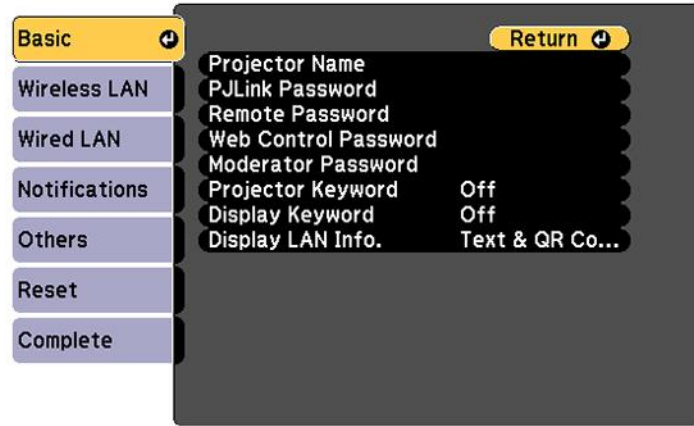 Basic
Return
Projector Name
Wireless LAN
PJLink Password
Remote Password
Wired LAN
Web Control Password
Moderator Password
Notifications
Projector Keyword Off
Display Keyword Off
Others
Display LAN Info. Text & QR Co...
Reset
Complete